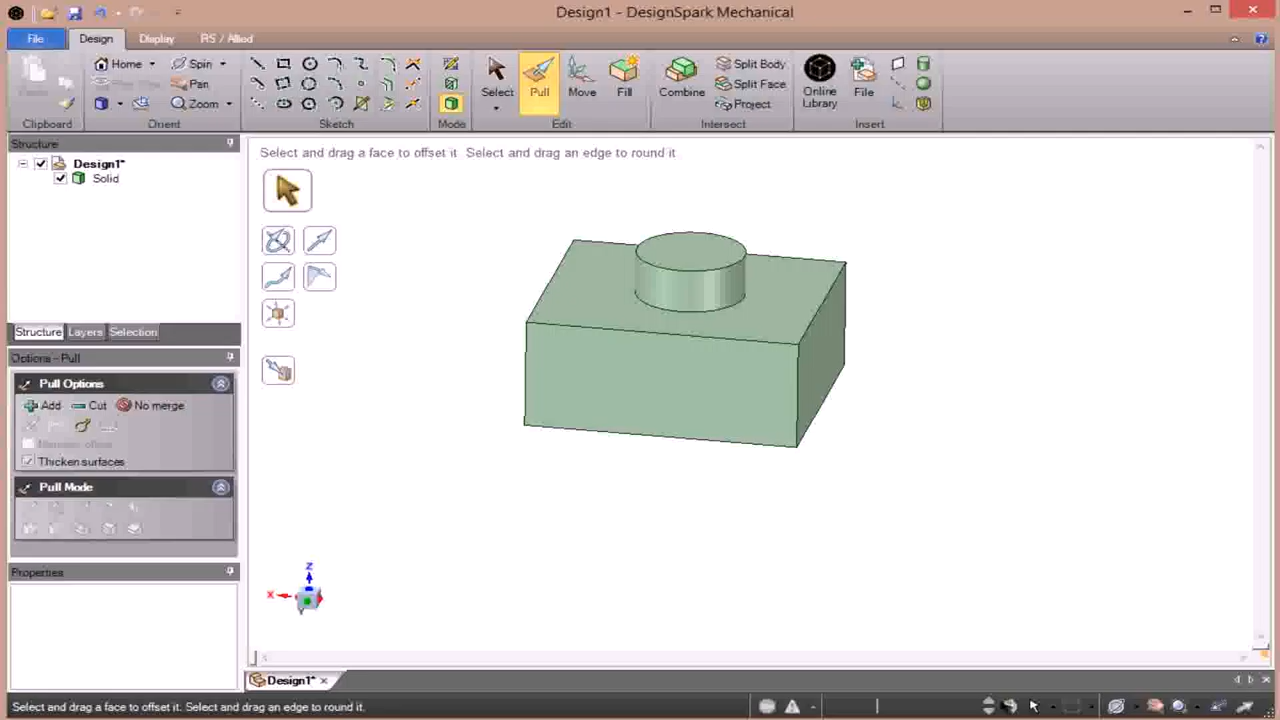 Design1 - DesignSpark Mechanical
File Design Display RS / Allied
Home Spin Select Pull Move Fill Combine Split Body Online Library File
Pan Split Face
Zoom Project
Clipboard Orient Sketch Mode Edit Intersect Insert
Structure
Design1*
Solid
Structure Layers Selection
Options - Pull
Pull Options
Add Cut No merge
Thicken surfaces
Pull Mode
Properties
Select and drag a face to offset it Select and drag an edge to round it
Z
X
Design1*
Select and drag a face to offset it. Select and drag an edge to round it.